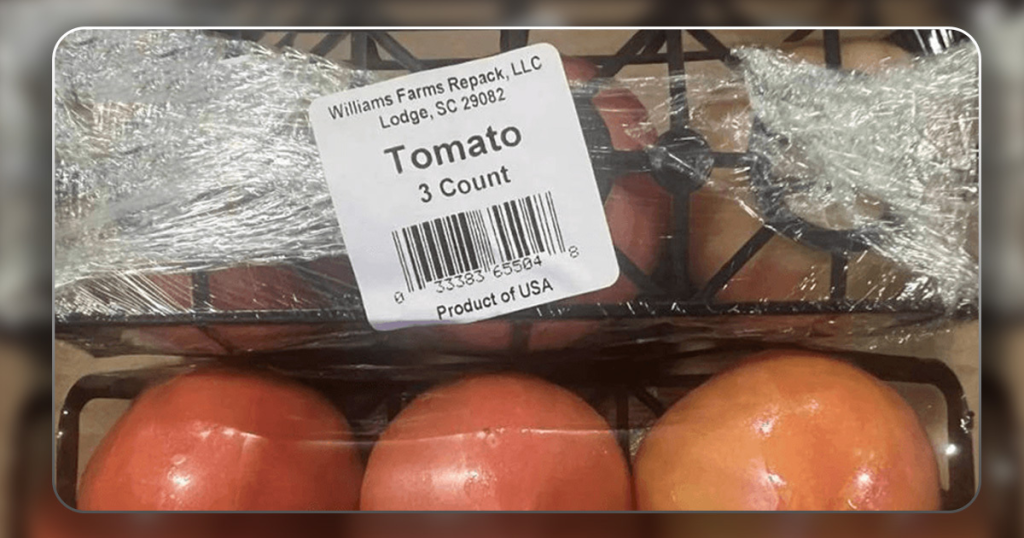 Williams Farms Repack, LLC
Lodge, SC 29082
Tomato
3 Count
0 33383 65504 8
Product of USA